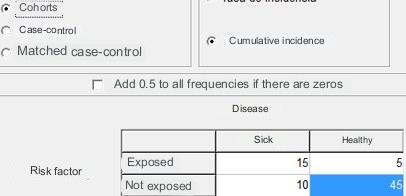 Cohorts
Case-control
Matched case-control
Cumulative incidence
Add 0.5 to all frequencies if there are zeros
Disease
Sick Healthy
Risk factor
Exposed 15 5
Not exposed 10 45